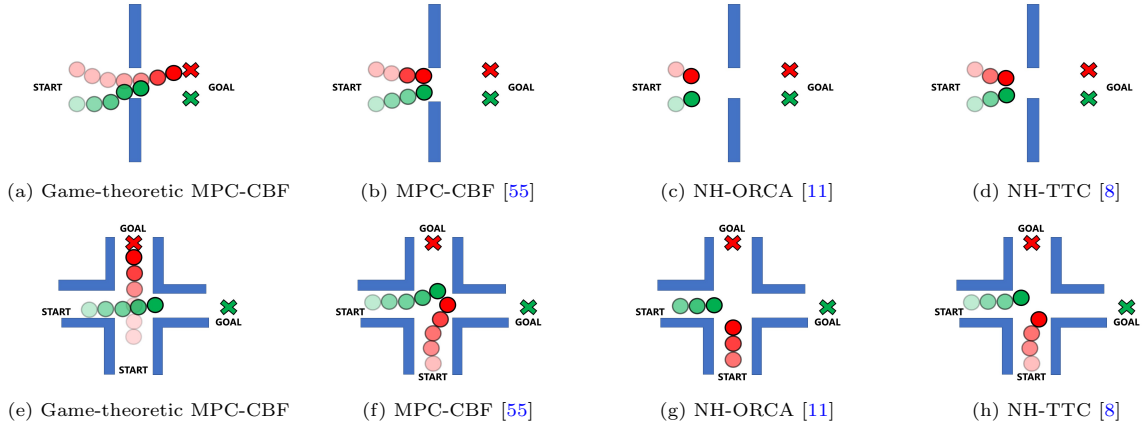 START GOAL START GOAL START GOAL START GOAL
(a) Game-theoretic MPC-CBF (b) MPC-CBF [55] (c) NH-ORCA [11] (d) NH-TTC [8]
GOAL GOAL GOAL GOAL
START START START START
GOAL GOAL GOAL GOAL
START START START START
(e) Game-theoretic MPC-CBF (f) MPC-CBF [55] (g) NH-ORCA [11] (h) NH-TTC [8]